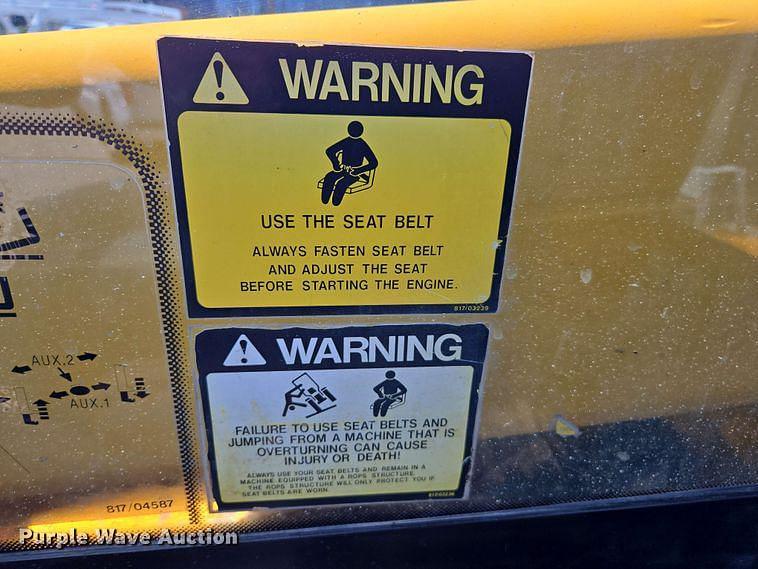 WARNING
USE THE SEAT BELT
ALWAYS FASTEN SEAT BELT
AND ADJUST THE SEAT
BEFORE STARTING THE ENGINE.
817/03239
WARNING
FAILURE TO USE SEAT BELTS AND
JUMPING FROM A MACHINE THAT IS
OVERTURNING CAN CAUSE
INJURY OR DEATH!
ALWAYS USE YOUR SEAT BELTS AND REMAIN IN A
MACHINE EQUIPPED WITH A ROPS STRUCTURE.
THE ROPS STRUCTURE WILL ONLY PROTECT YOU IF
SEAT BELTS ARE WORN.
AUX.2
AUX.1
817/04587
Purple Wave Auction